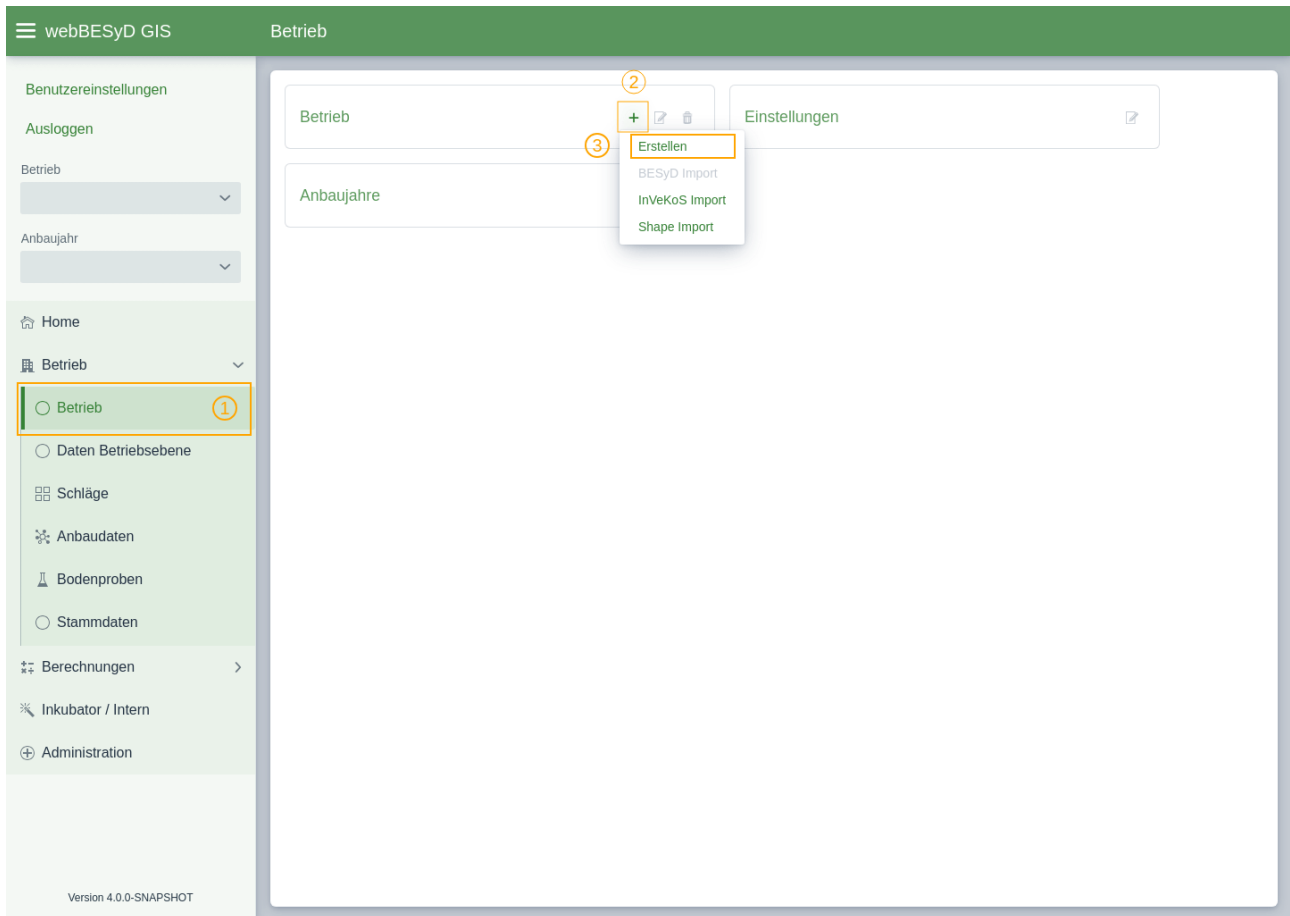 webBESyD GIS
Betrieb
Benutzereinstellungen
Ausloggen
Betrieb
Anbaujahr
Home
Betrieb
Betrieb
1
Daten Betriebsebene
Schläge
Anbaudaten
Bodenproben
Stammdaten
Berechnungen
Inkubator / Intern
Administration
Version 4.0.0-SNAPSHOT
2
Betrieb
+
3
Erstellen
BESyD Import
InVeKoS Import
Shape Import
Einstellungen
Anbaujahre